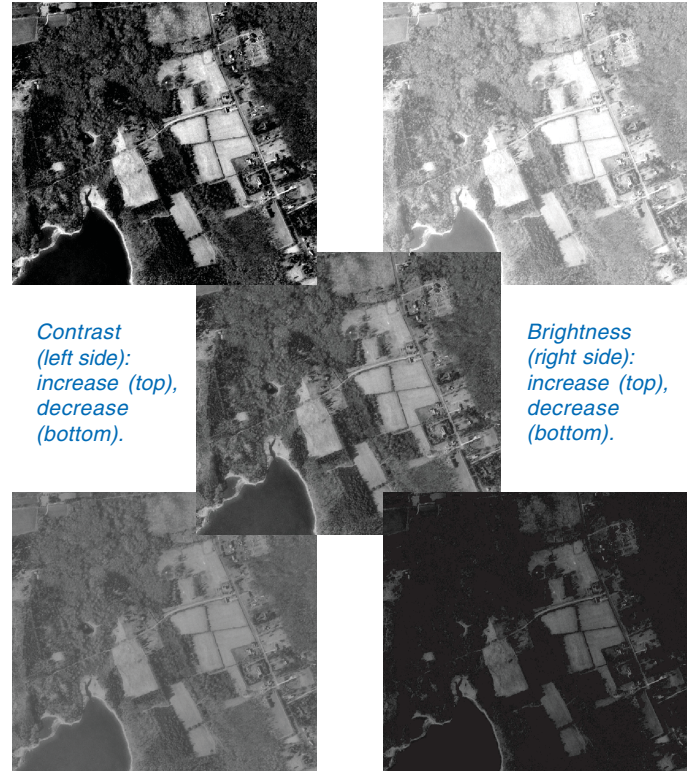 Contrast
(left side):
increase (top),
decrease
(bottom).
Brightness
(right side):
increase (top),
decrease
(bottom).